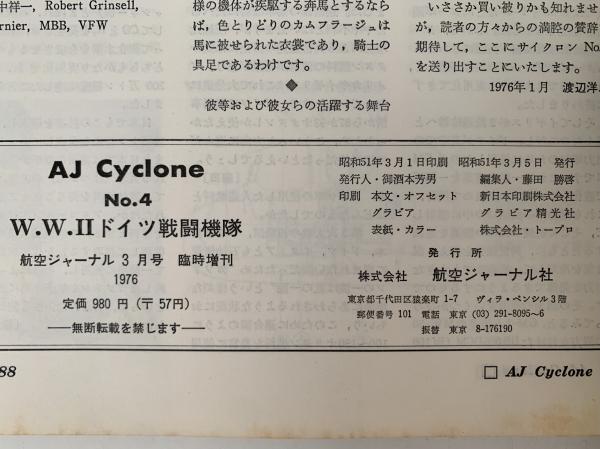 中祥一, Robert Grinsell,
rnier, MBB, VFW
様の機体が疾駆する奔馬とするなら
ば, 色とりどりのカムフラージュは
馬に被せられた衣裳であり, 騎士の
具足であるわけです。
◆
彼等および彼女らの活躍する舞台
いささか買い被りかも知れませ
が, 読者の方々からの満腔の賛辞
期待して, ここにサイクロン No.
を送り出すことにいたします。
1976年1月 渡辺洋
AJ Cyclone
No.4
W.W.IIドイツ戦闘機隊
航空ジャーナル 3 月号 臨時増刊
1976
定価 980 円 (〒57円)
——無断転載を禁じます——
昭和51年3月1日印刷 昭和51年3月5日 発行
発行人・御酒本芳男 編集人・藤田 勝啓
印刷 本文・オフセット 新日本印刷株式会社
グラビア グラビア精光社
表紙・カラー 株式会社・トープロ
発行所
株式会社 航空ジャーナル社
東京都千代田区猿楽町 1-7 ヴィラ・ペンシル3階
郵便番号 101 電話 東京 (03) 291-8095~6
振替 東京 8-176190
88
□ AJ Cyclone